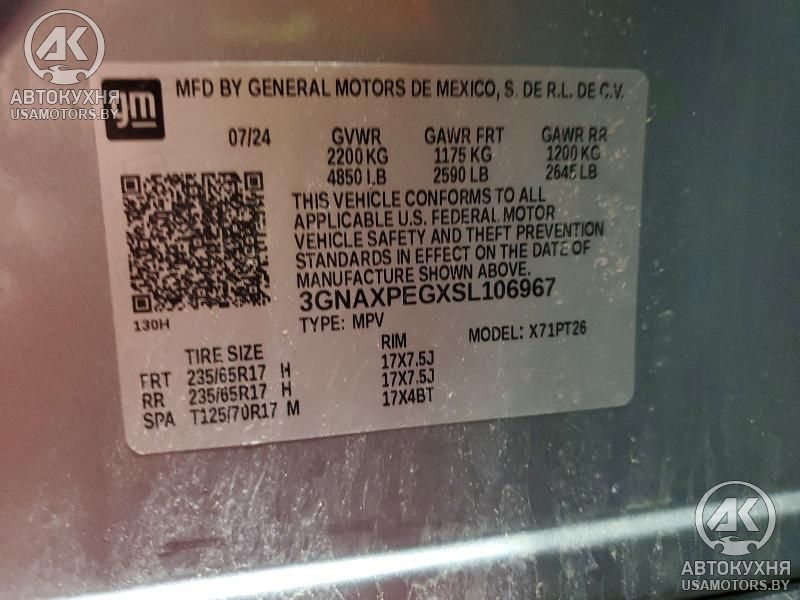 АК
АВТОКУХНЯ
USAMOTORS.BY
gm
MFD BY GENERAL MOTORS DE MEXICO, S. DE R.L. DE C.V.
07/24 GVWR GAWR FRT GAWR RR
2200 KG 1175 KG 1200 KG
4850 LB 2590 LB 2645 LB
THIS VEHICLE CONFORMS TO ALL
APPLICABLE U.S. FEDERAL MOTOR
VEHICLE SAFETY AND THEFT PREVENTION
STANDARDS IN EFFECT ON THE DATE OF
MANUFACTURE SHOWN ABOVE.
3GNAXPEGXSL106967
130H
TYPE: MPV MODEL: X71PT26
TIRE SIZE RIM
FRT 235/65R17 H 17X7.5J
RR 235/65R17 H 17X7.5J
SPA T125/70R17 M 17X4BT
АК
АВТОКУХНЯ
USAMOTORS.BY